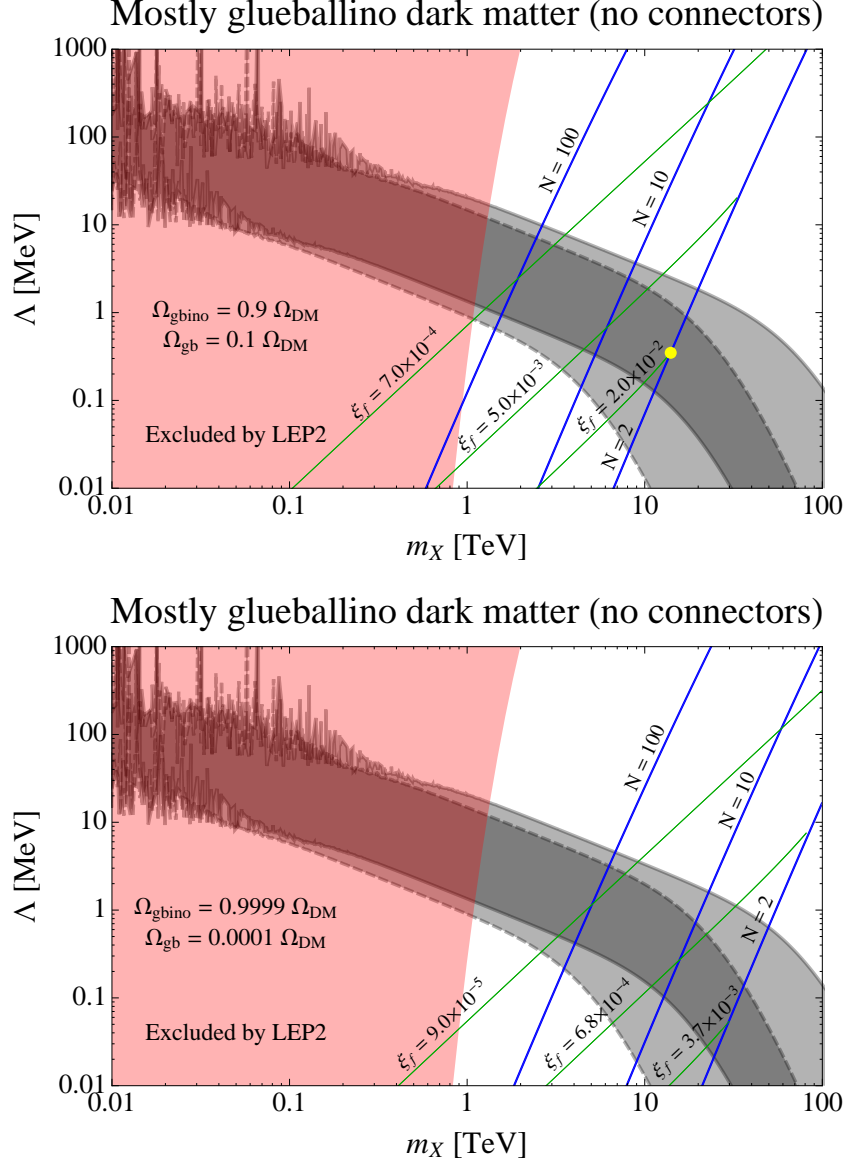 Mostly glueballino dark matter (no connectors)
1000
100
10
1
0.1
0.01
Λ [MeV]
N = 100
N = 10
N = 2
Ω_gbino = 0.9 Ω_DM
Ω_gb = 0.1 Ω_DM
ξ_f = 7.0×10⁻⁴
ξ_f = 5.0×10⁻³
ξ_f = 2.0×10⁻²
Excluded by LEP2
0.01 0.1 1 10 100
m_X [TeV]
Mostly glueballino dark matter (no connectors)
1000
100
10
1
0.1
0.01
Λ [MeV]
N = 100
N = 10
N = 2
Ω_gbino = 0.9999 Ω_DM
Ω_gb = 0.0001 Ω_DM
ξ_f = 9.0×10⁻⁵
ξ_f = 6.8×10⁻⁴
ξ_f = 3.7×10⁻³
Excluded by LEP2
0.01 0.1 1 10 100
m_X [TeV]